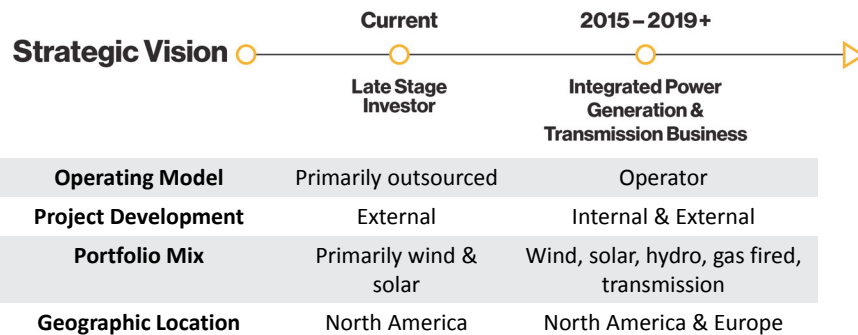 Current
2015 – 2019+
Strategic Vision
Late Stage
Investor
Integrated Power
Generation &
Transmission Business
Operating Model
Primarily outsourced
Operator
Project Development
External
Internal & External
Portfolio Mix
Primarily wind &
solar
Wind, solar, hydro, gas fired,
transmission
Geographic Location
North America
North America & Europe